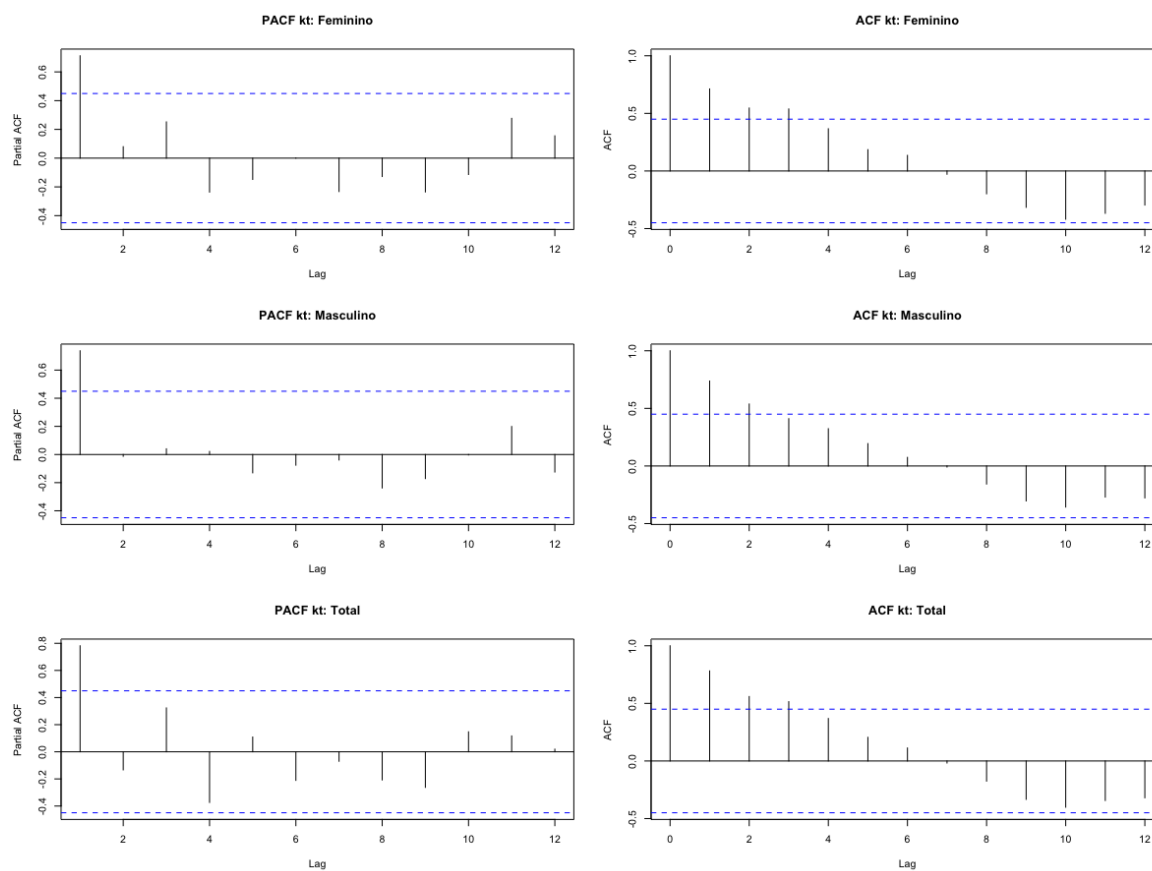 PACF kt: Feminino
Partial ACF
0.6
0.4
0.2
0.0
-0.2
-0.4
2 4 6 8 10 12
Lag
ACF kt: Feminino
ACF
1.0
0.5
0.0
-0.5
0 2 4 6 8 10 12
Lag
PACF kt: Masculino
Partial ACF
0.6
0.4
0.2
0.0
-0.2
-0.4
2 4 6 8 10 12
Lag
ACF kt: Masculino
ACF
1.0
0.5
0.0
-0.5
0 2 4 6 8 10 12
Lag
PACF kt: Total
Partial ACF
0.8
0.6
0.4
0.2
0.0
-0.2
-0.4
2 4 6 8 10 12
Lag
ACF kt: Total
ACF
1.0
0.5
0.0
-0.5
0 2 4 6 8 10 12
Lag